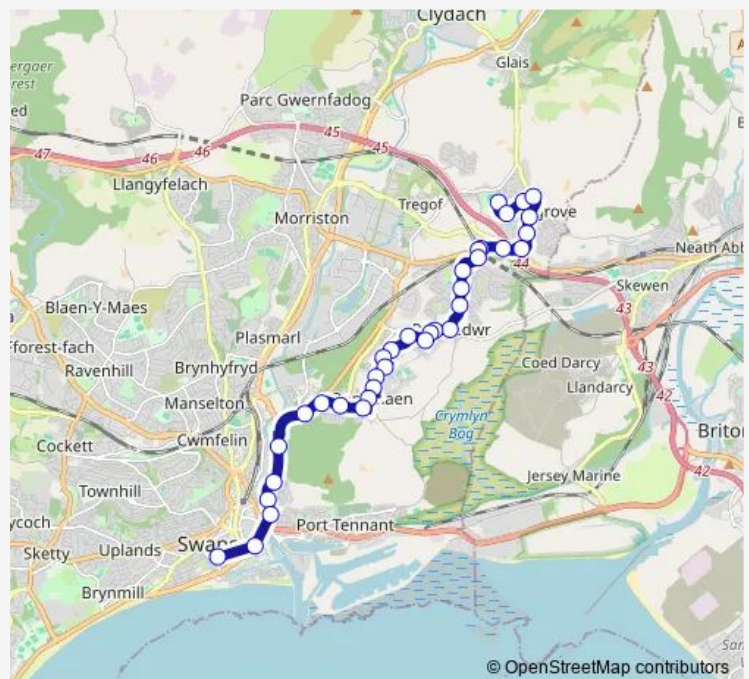 Clydach
Glais
Parc Gwernfadog
45
47
46
46
45
Llangyfelach
Tregof
Morriston
44
Neath Abb
Blaen-Y-Maes
Skewen
Plasmarl
43
Fforest-fach
Ravenhill
Brynhyfryd
Coed Darcy
Llandarcy
43
Manselton
Crymlyn
Bog
42
Cwmfelin
Briton
Cockett
Townhill
Jersey Marine
42
Port Tennant
Sketty
Uplands
Brynmill
© OpenStreetMap contributors